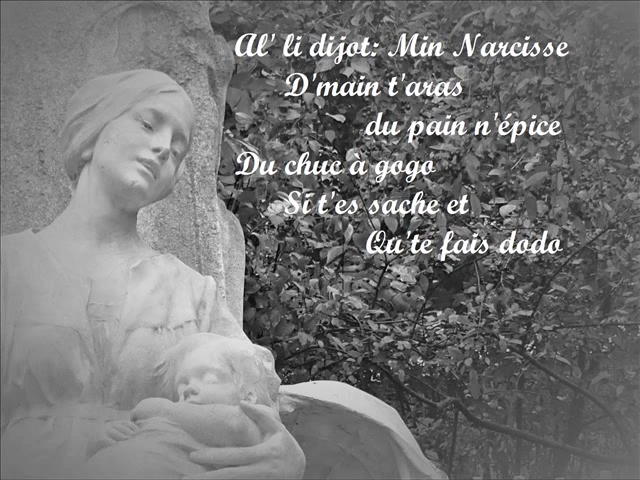 Al' li dijot: Min Narcisse
D'main t'aras
du pain n'épice
Du chuc à gogo
Si t'es sache et
Qu'te fais dodo